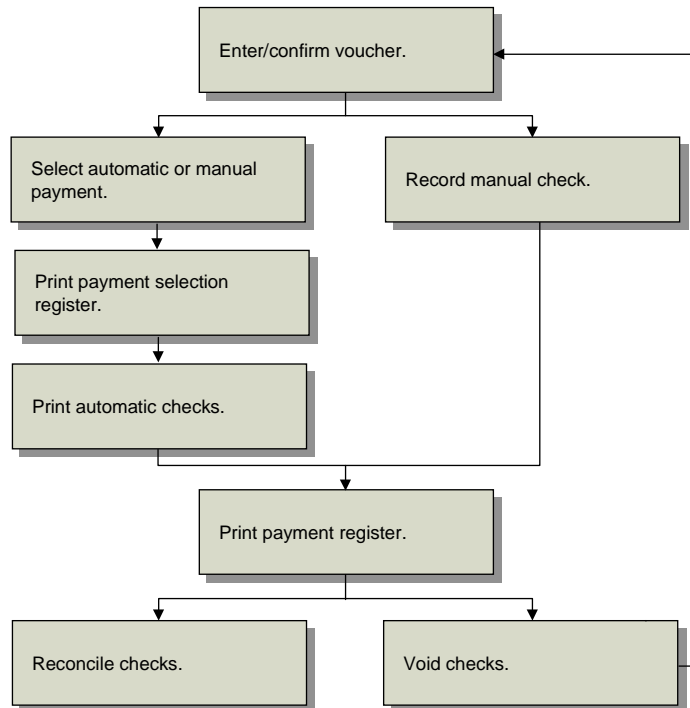 Enter/confirm voucher.
Select automatic or manual
payment.
Record manual check.
Print payment selection
register.
Print automatic checks.
Print payment register.
Reconcile checks.
Void checks.